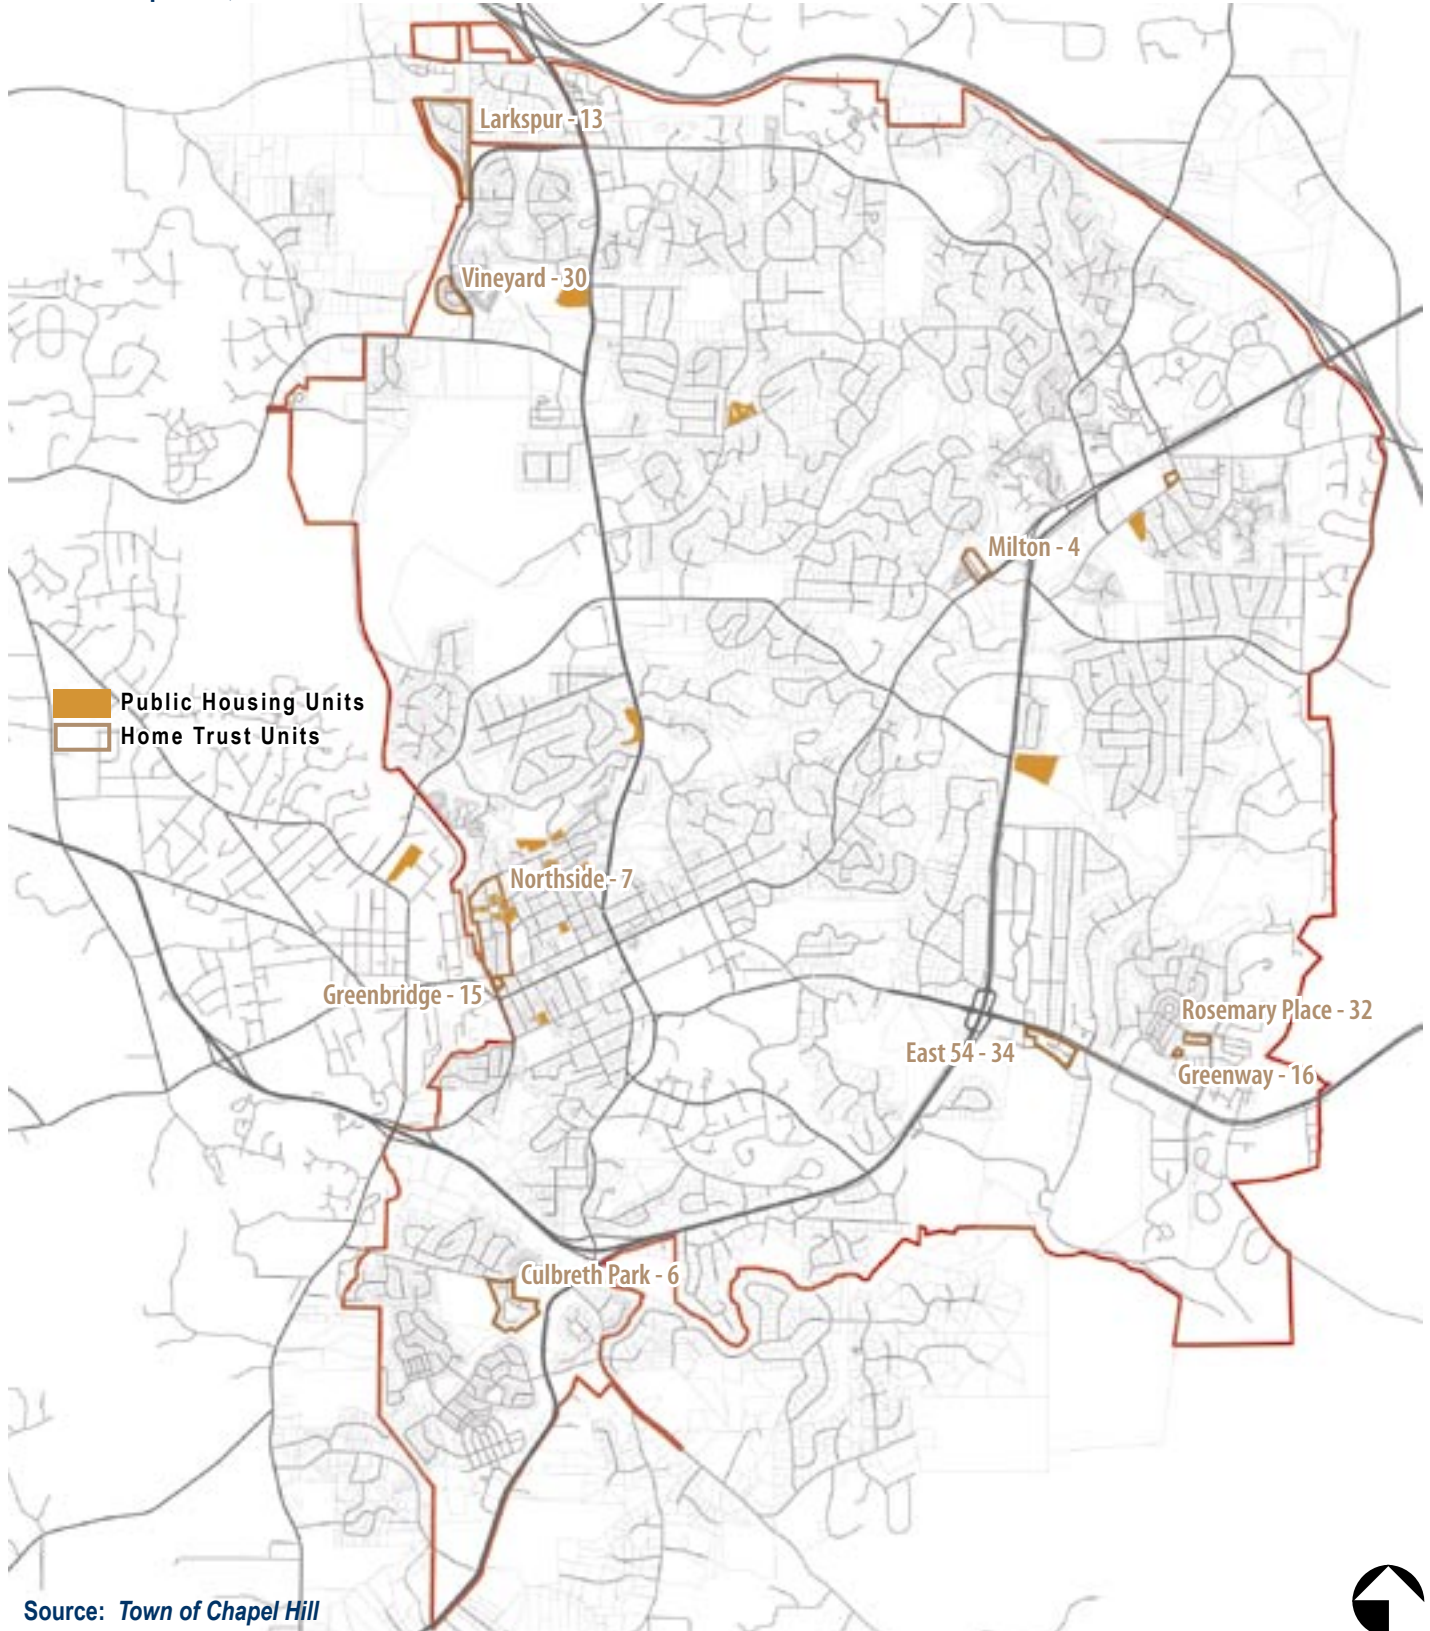 Larkspur - 13
Vineyard - 30
Milton - 4
Public Housing Units
Home Trust Units
Northside - 7
Greenbridge - 15
Rosemary Place - 32
East 54 - 34
Greenway - 16
Culbreth Park - 6
Source: Town of Chapel Hill